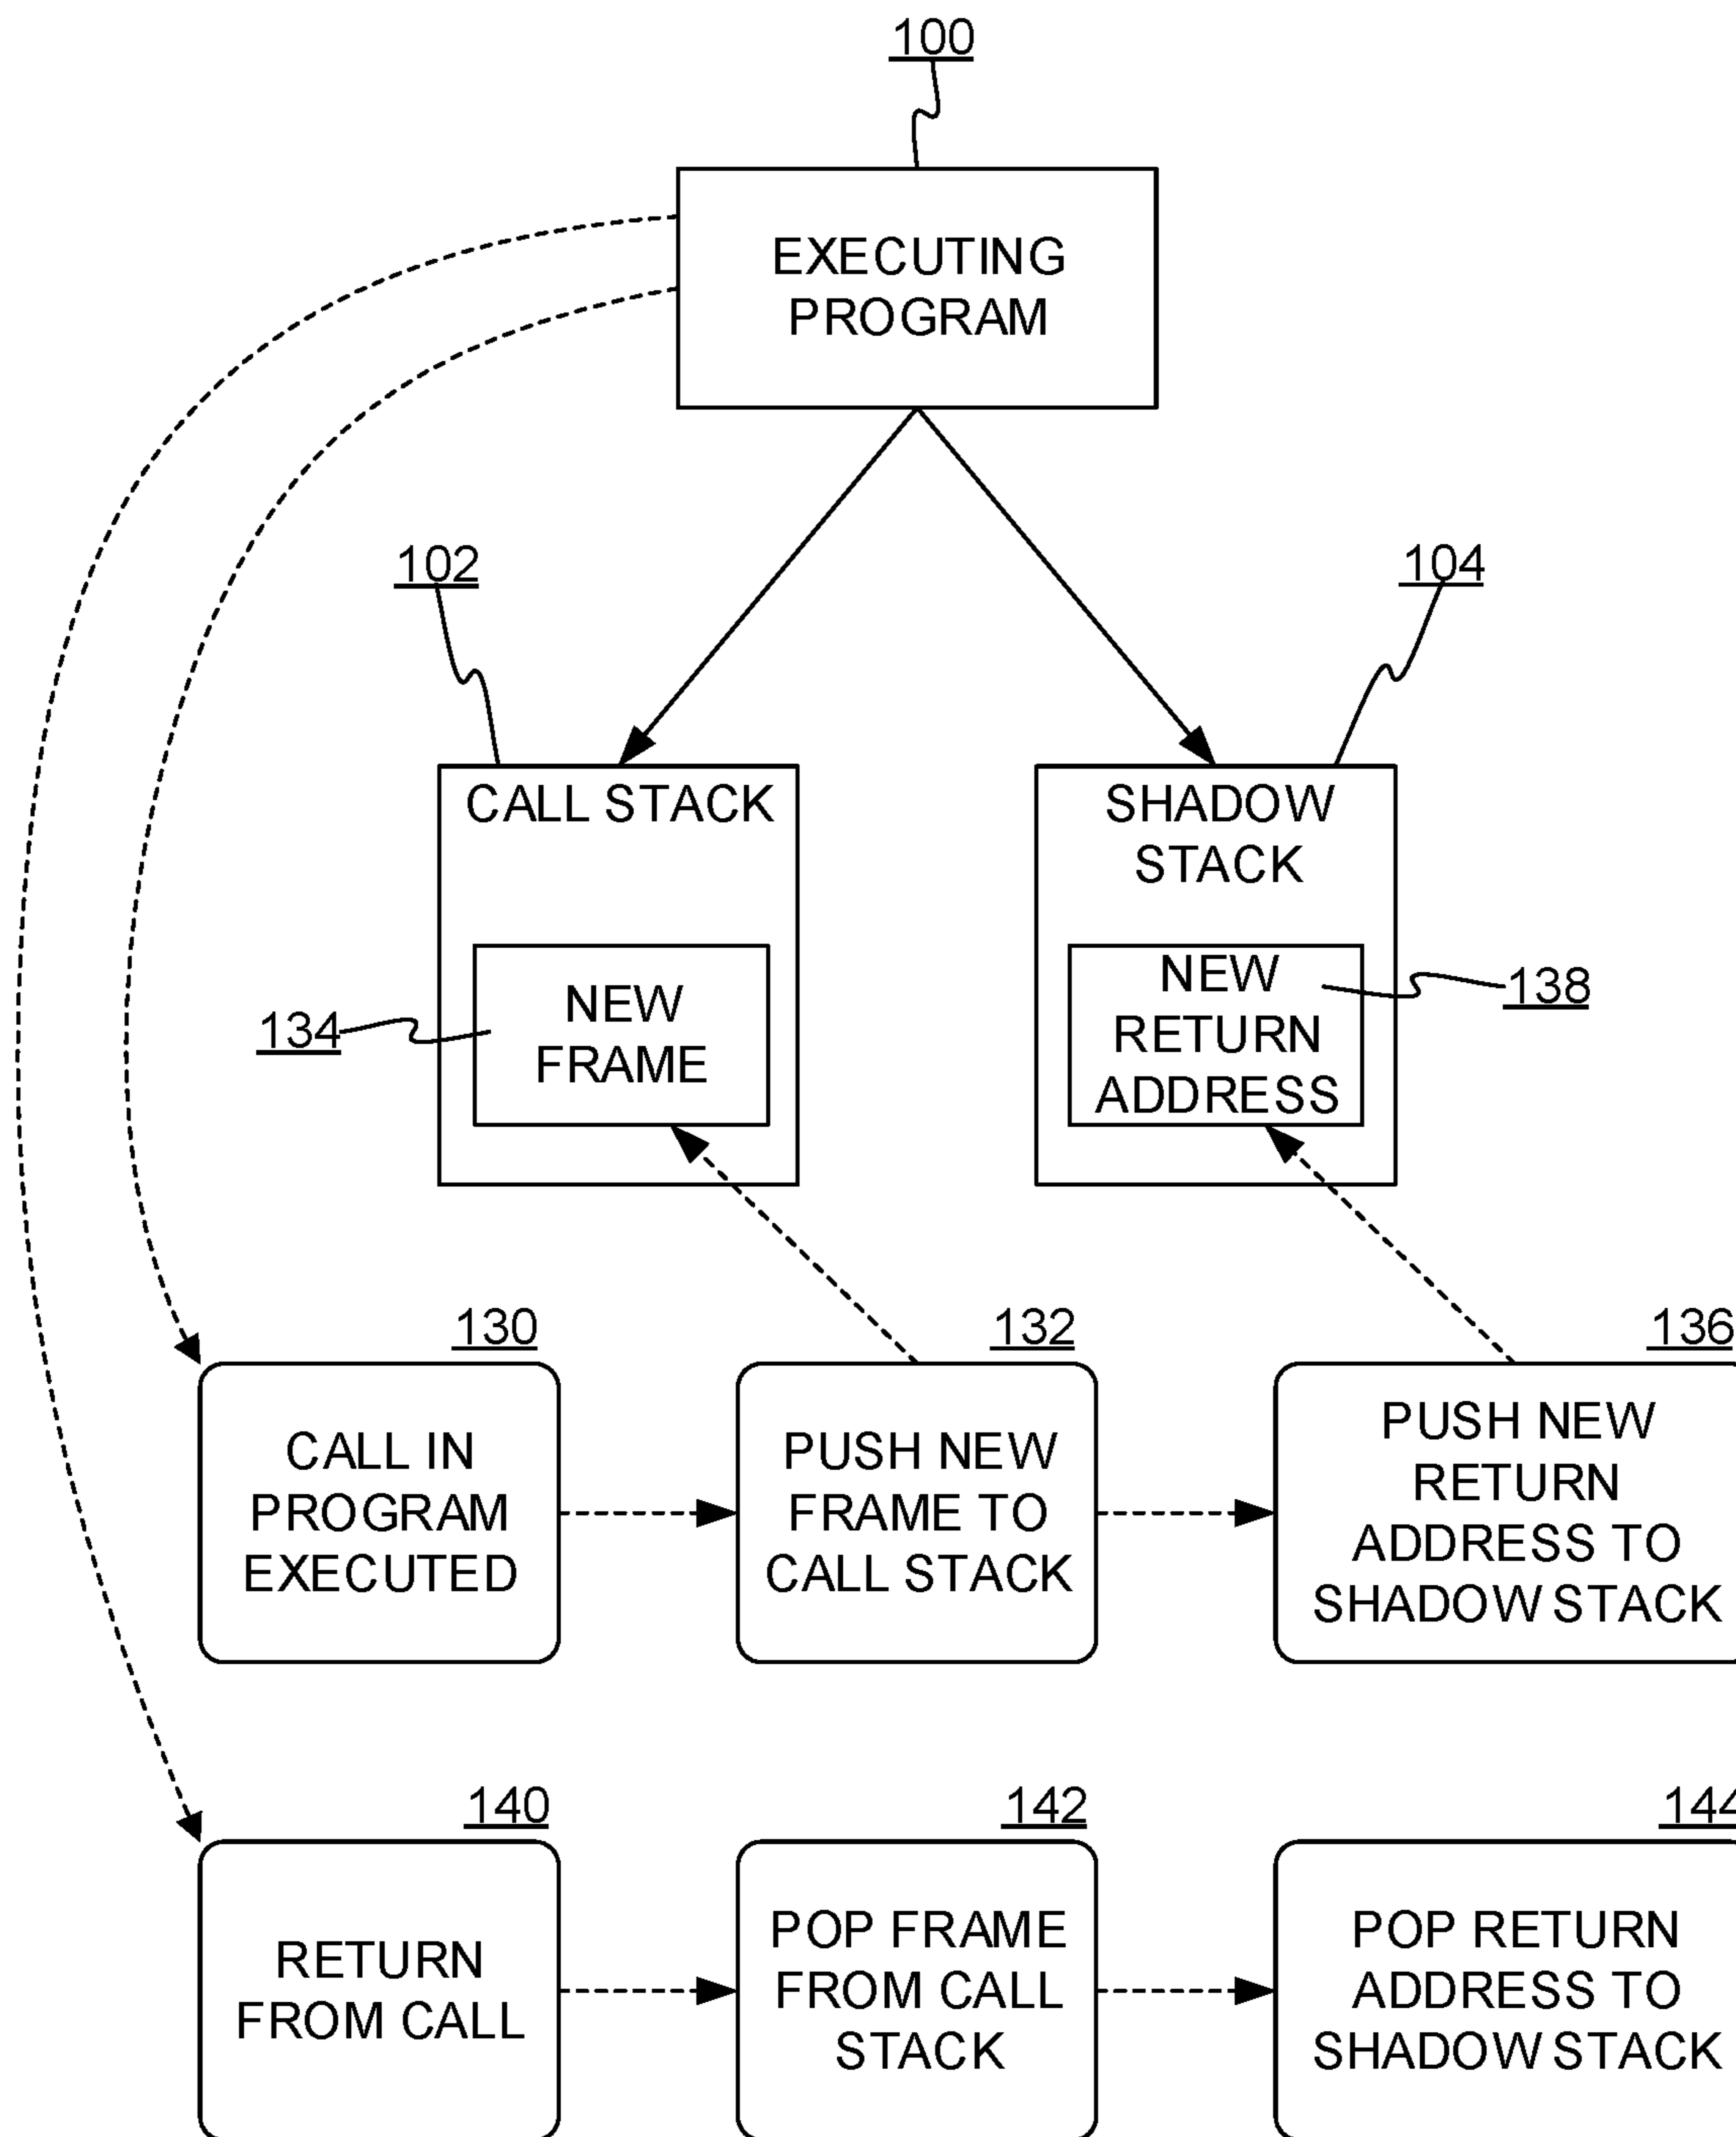 100
EXECUTING
PROGRAM
102
104
CALL STACK
SHADOW
STACK
134
NEW
FRAME
NEW
RETURN
ADDRESS
138
130
132
136
CALL IN
PROGRAM
EXECUTED
PUSH NEW
FRAME TO
CALL STACK
PUSH NEW
RETURN
ADDRESS TO
SHADOW STACK
140
142
144
RETURN
FROM CALL
POP FRAME
FROM CALL
STACK
POP RETURN
ADDRESS TO
SHADOW STACK